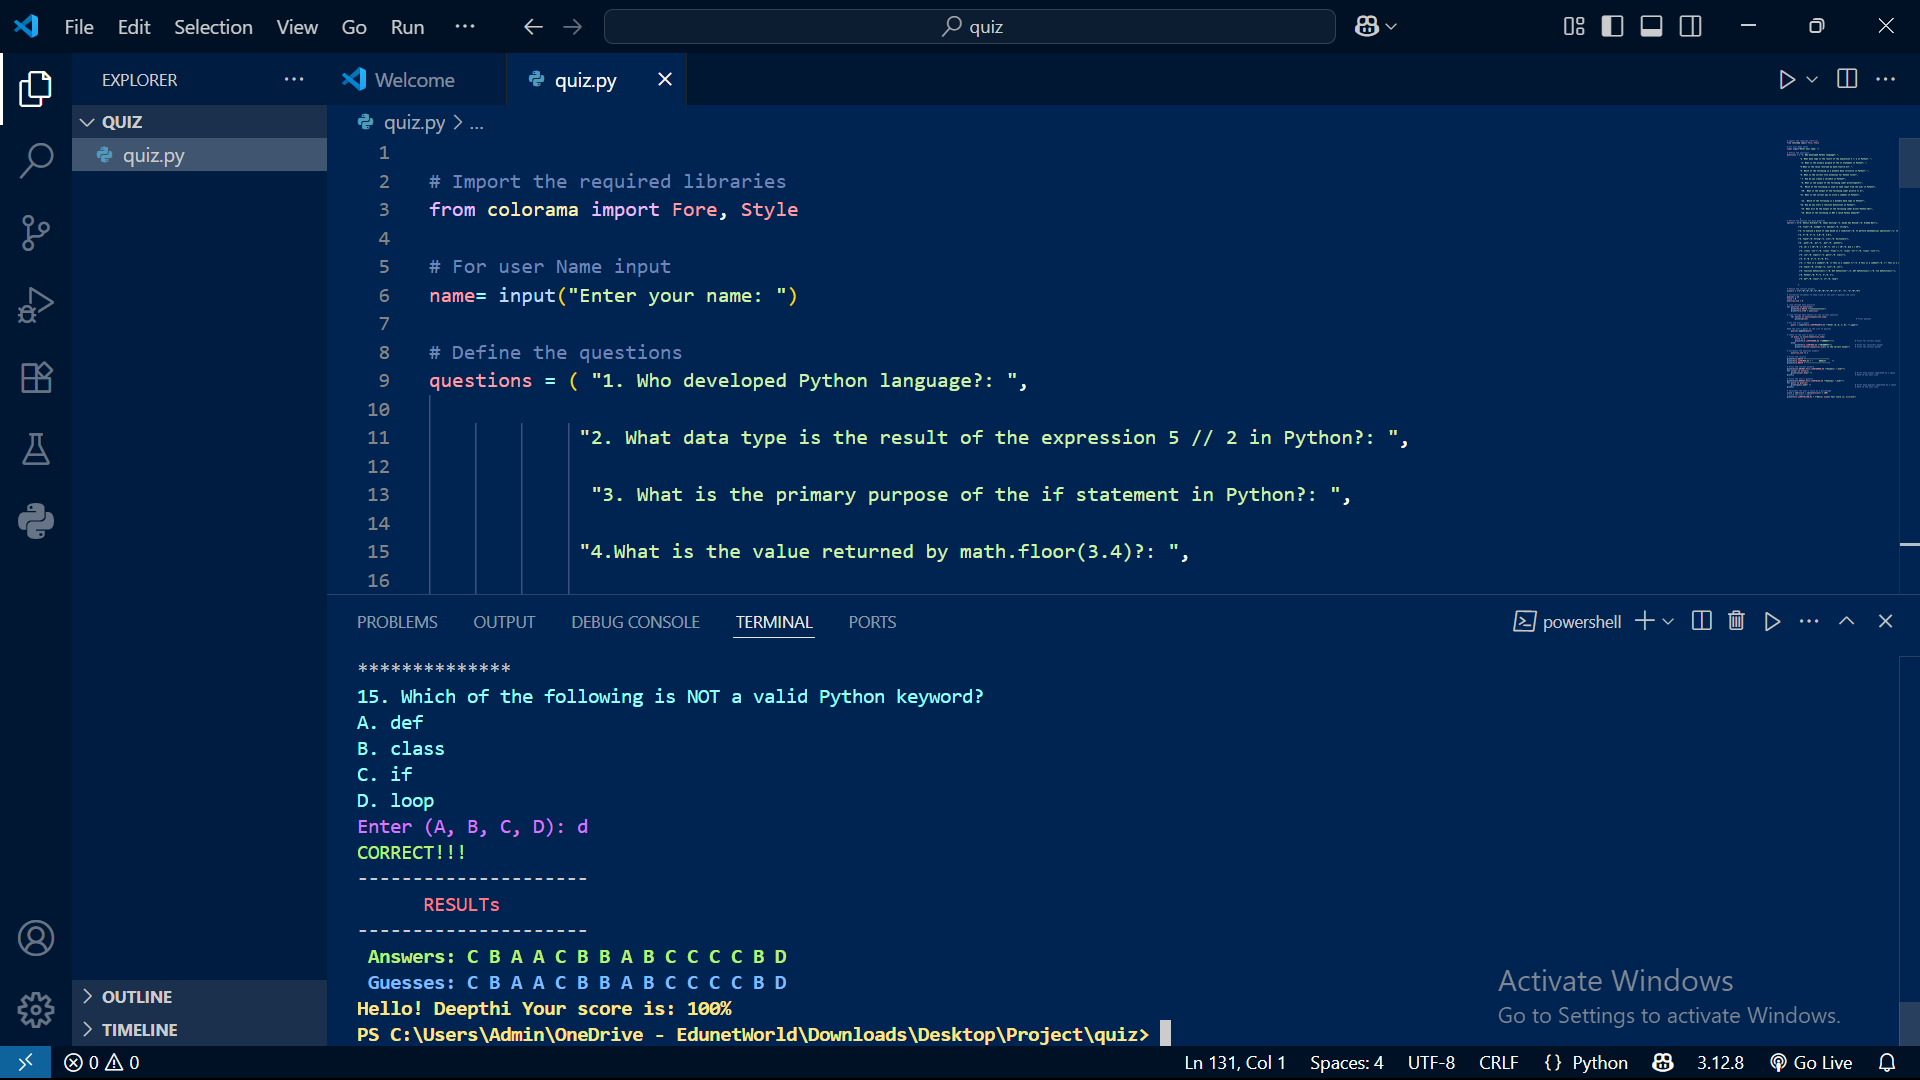 File Edit Selection View Go Run ··· quiz
EXPLORER ··· Welcome quiz.py
QUIZ
quiz.py
quiz.py > ...
1
2 # Import the required libraries
3 from colorama import Fore, Style
4
5 # For user Name input
6 name= input("Enter your name: ")
7
8 # Define the questions
9 questions = ( "1. Who developed Python language?: ",
10
11 "2. What data type is the result of the expression 5 // 2 in Python?: ",
12
13 "3. What is the primary purpose of the if statement in Python?: ",
14
15 "4.What is the value returned by math.floor(3.4)?: ",
16
PROBLEMS OUTPUT DEBUG CONSOLE TERMINAL PORTS powershell
**************
15. Which of the following is NOT a valid Python keyword?
A. def
B. class
C. if
D. loop
Enter (A, B, C, D): d
CORRECT!!!
---------------------
RESULTs
---------------------
Answers: C B A A C B B A B C C C C B D
Guesses: C B A A C B B A B C C C C B D
Hello! Deepthi Your score is: 100%
PS C:\Users\Admin\OneDrive - EdunetWorld\Downloads\Desktop\Project\quiz>
OUTLINE
TIMELINE
Activate Windows
Go to Settings to activate Windows.
0 0 Ln 131, Col 1 Spaces: 4 UTF-8 CRLF {} Python 3.12.8 Go Live